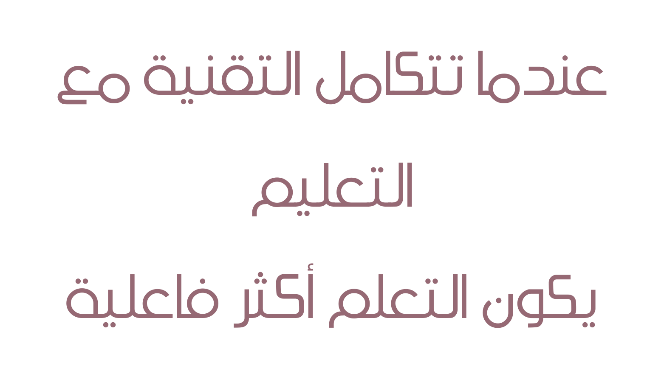 عندما تتكامل التقنية مع
التعليم
يكون التعلم أكثر فاعلية